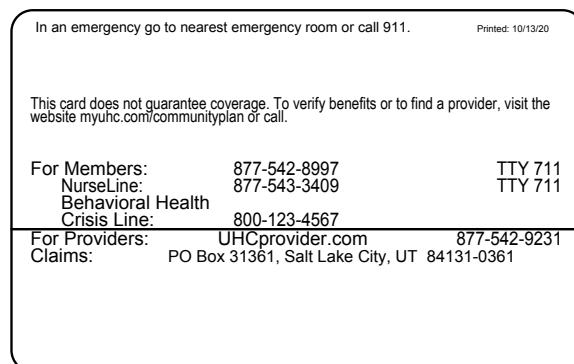 In an emergency go to nearest emergency room or call 911. Printed: 10/13/20
This card does not guarantee coverage. To verify benefits or to find a provider, visit the
website myuhc.com/communityplan or call.
For Members: 877-542-8997 TTY 711
NurseLine: 877-543-3409 TTY 711
Behavioral Health
Crisis Line: 800-123-4567
For Providers: UHCprovider.com 877-542-9231
Claims: PO Box 31361, Salt Lake City, UT 84131-0361